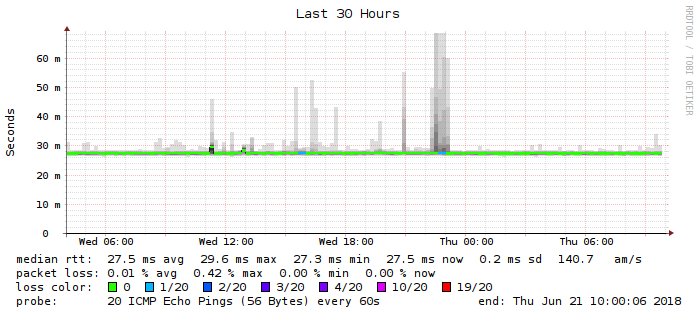 Last 30 Hours
RRDTOOL / TOBI OETIKER
Seconds
60 m
50 m
40 m
30 m
20 m
10 m
0
Wed 06:00 Wed 12:00 Wed 18:00 Thu 00:00 Thu 06:00
median rtt: 27.5 ms avg 29.6 ms max 27.3 ms min 27.5 ms now 0.2 ms sd 140.7 am/s
packet loss: 0.01 % avg 0.42 % max 0.00 % min 0.00 % now
loss color: 0 1/20 2/20 3/20 4/20 10/20 19/20
probe: 20 ICMP Echo Pings (56 Bytes) every 60s end: Thu Jun 21 10:00:06 2018